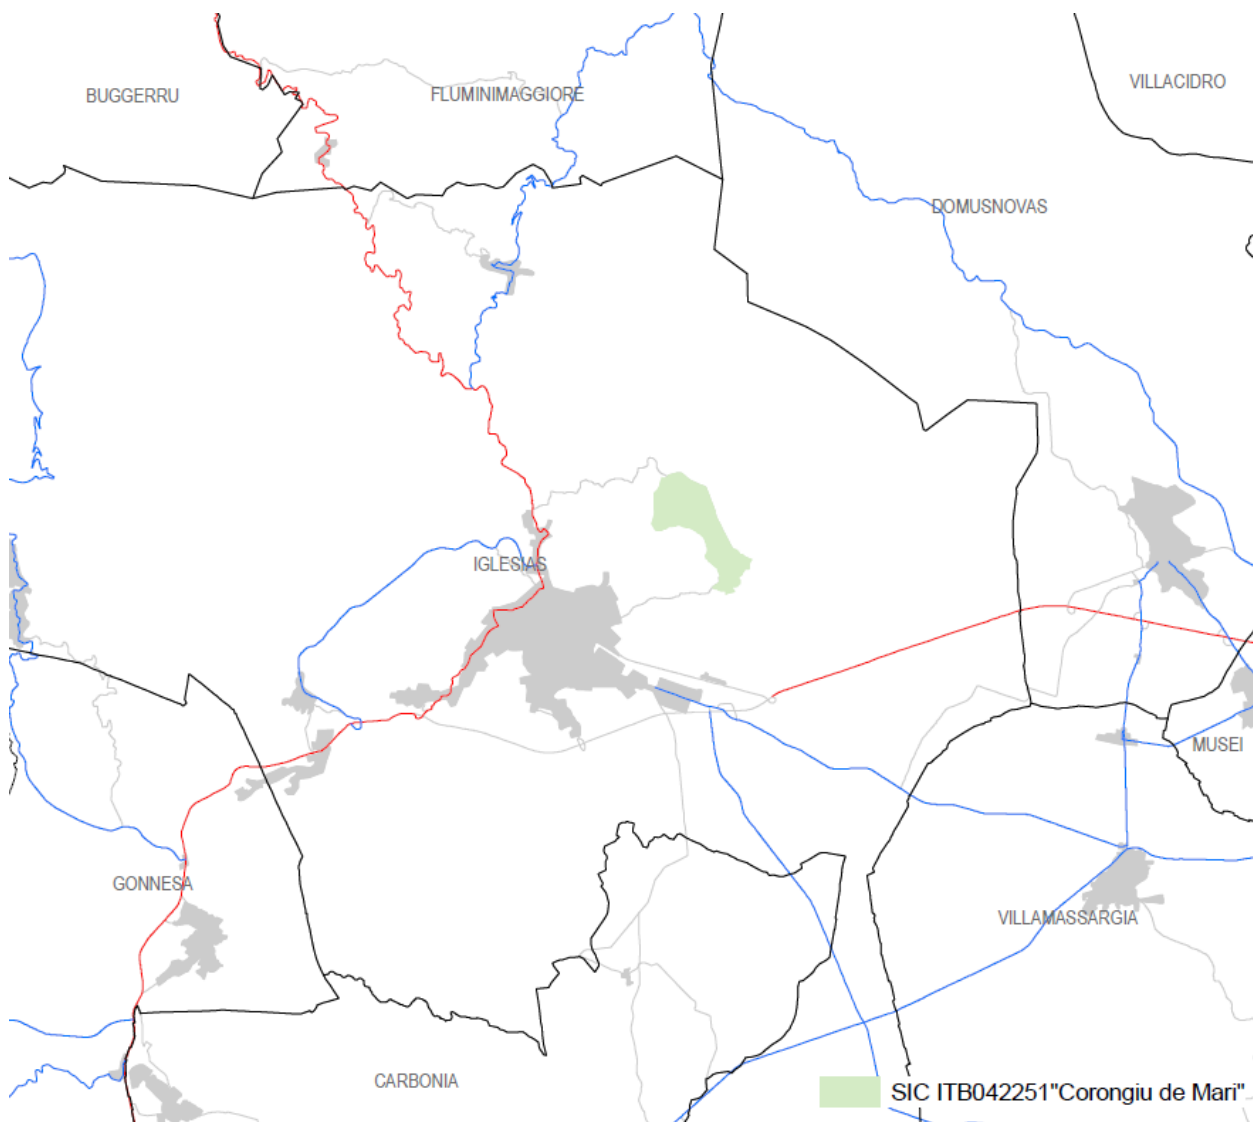 VILLACIDRO
BUGGERRU
FLUMINIMAGGIORE
DOMUSNOVAS
IGLESIAS
MUSEI
GONNESA
VILLAMASSARGIA
CARBONIA
SIC ITB042251"Corongiu de Mari"